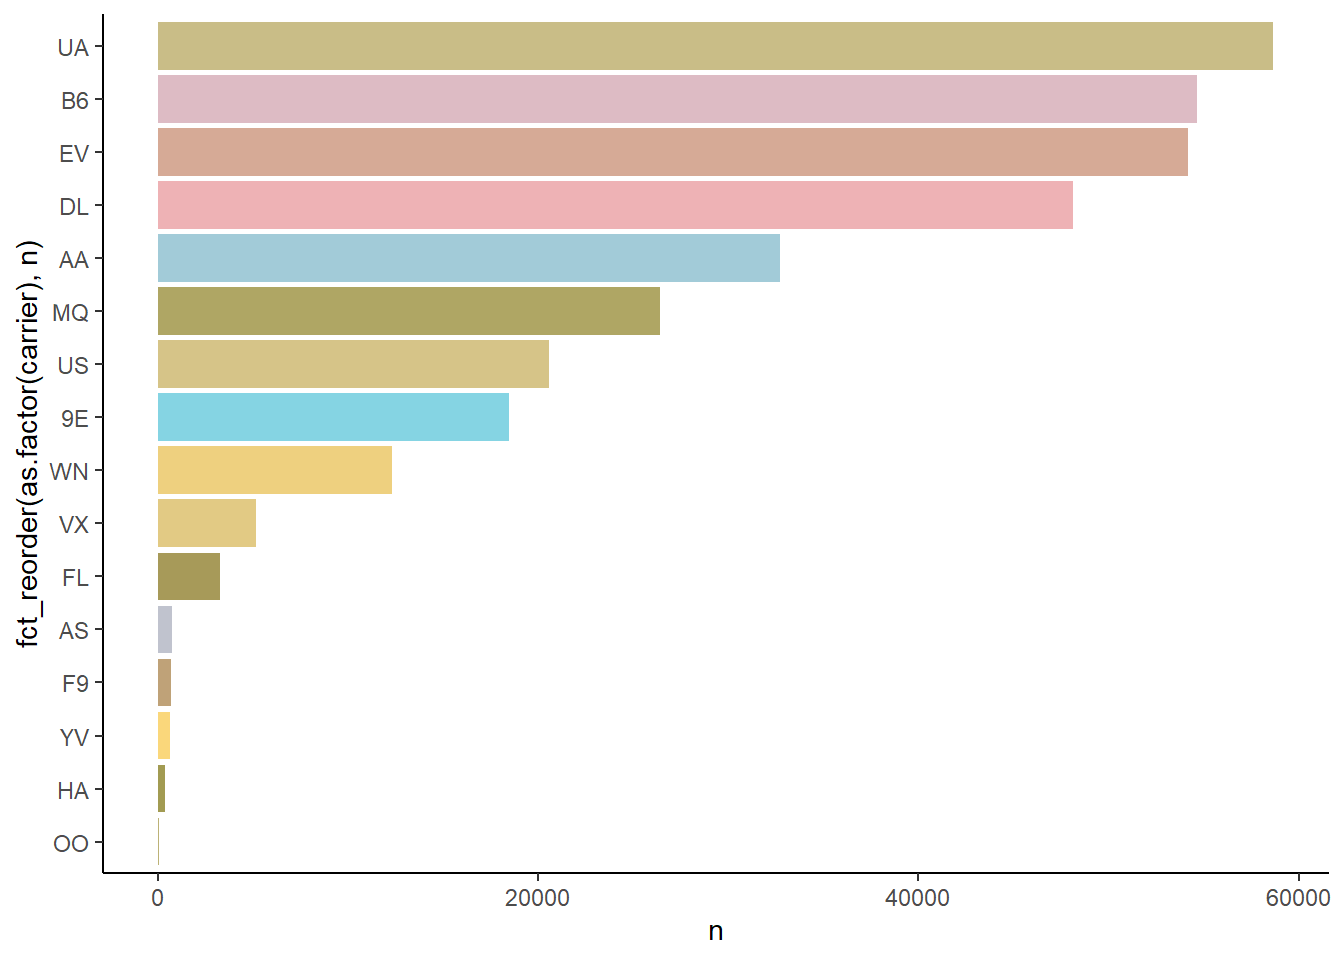 fct_reorder(as.factor(carrier), n)
UA
B6
EV
DL
AA
MQ
US
9E
WN
VX
FL
AS
F9
YV
HA
OO
0 20000 40000 60000
n